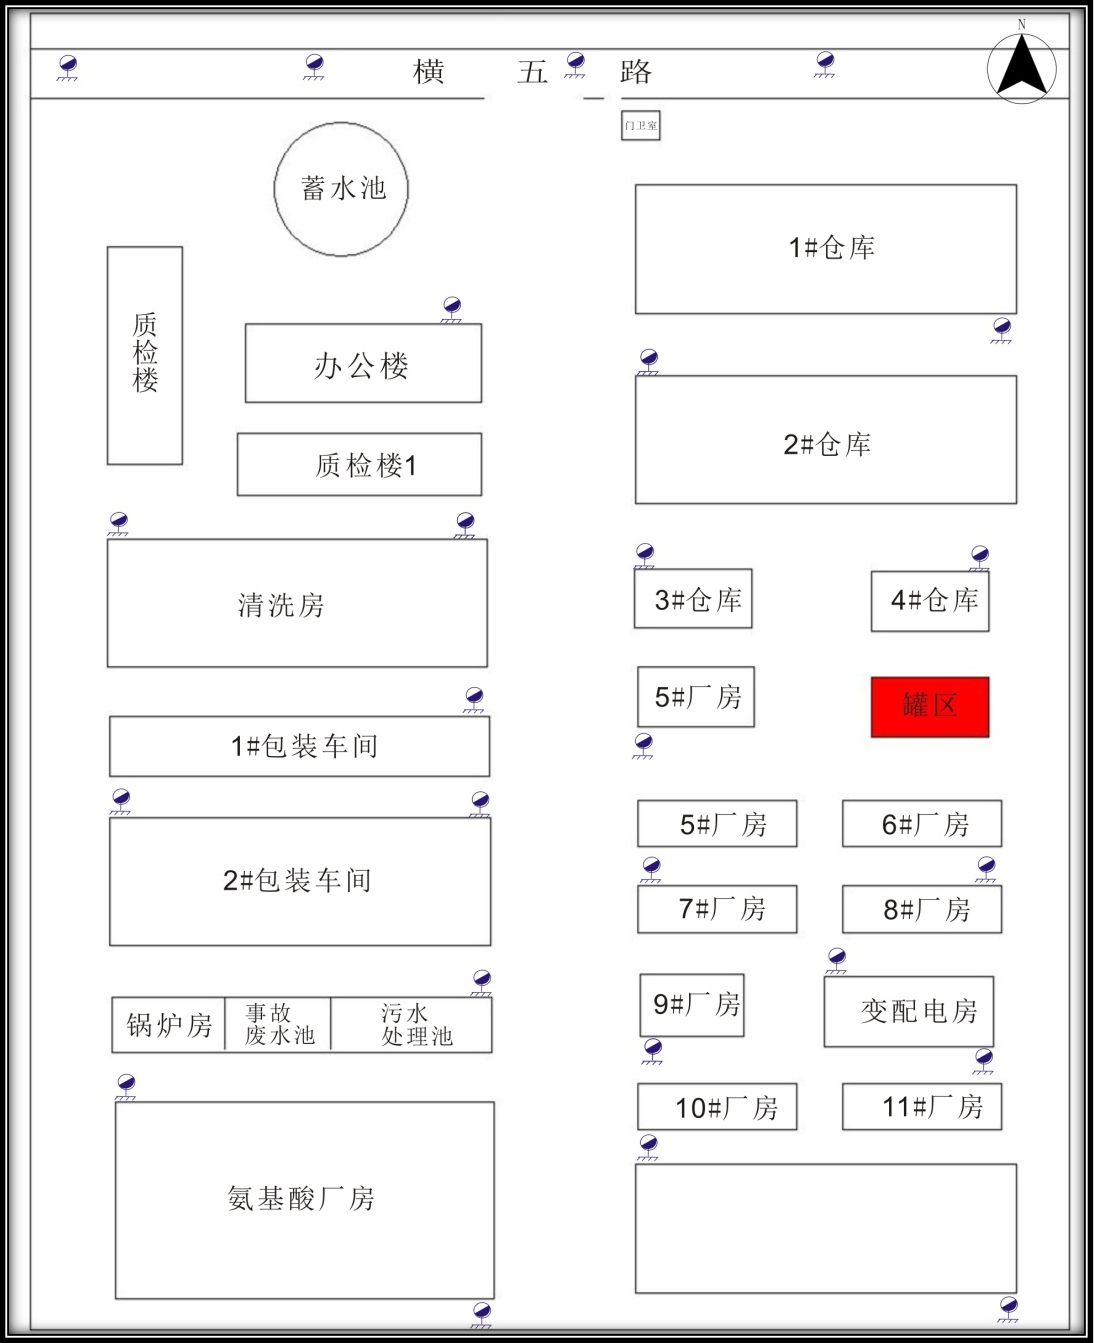 N
横 五 路
门卫室
蓄水池
1#仓库
质检楼
办公楼
2#仓库
质检楼1
清洗房
3#仓库
4#仓库
5#厂房
罐区
1#包装车间
5#厂房
6#厂房
2#包装车间
7#厂房
8#厂房
锅炉房
事故
废水池
污水
处理池
9#厂房
变配电房
10#厂房
11#厂房
氨基酸厂房